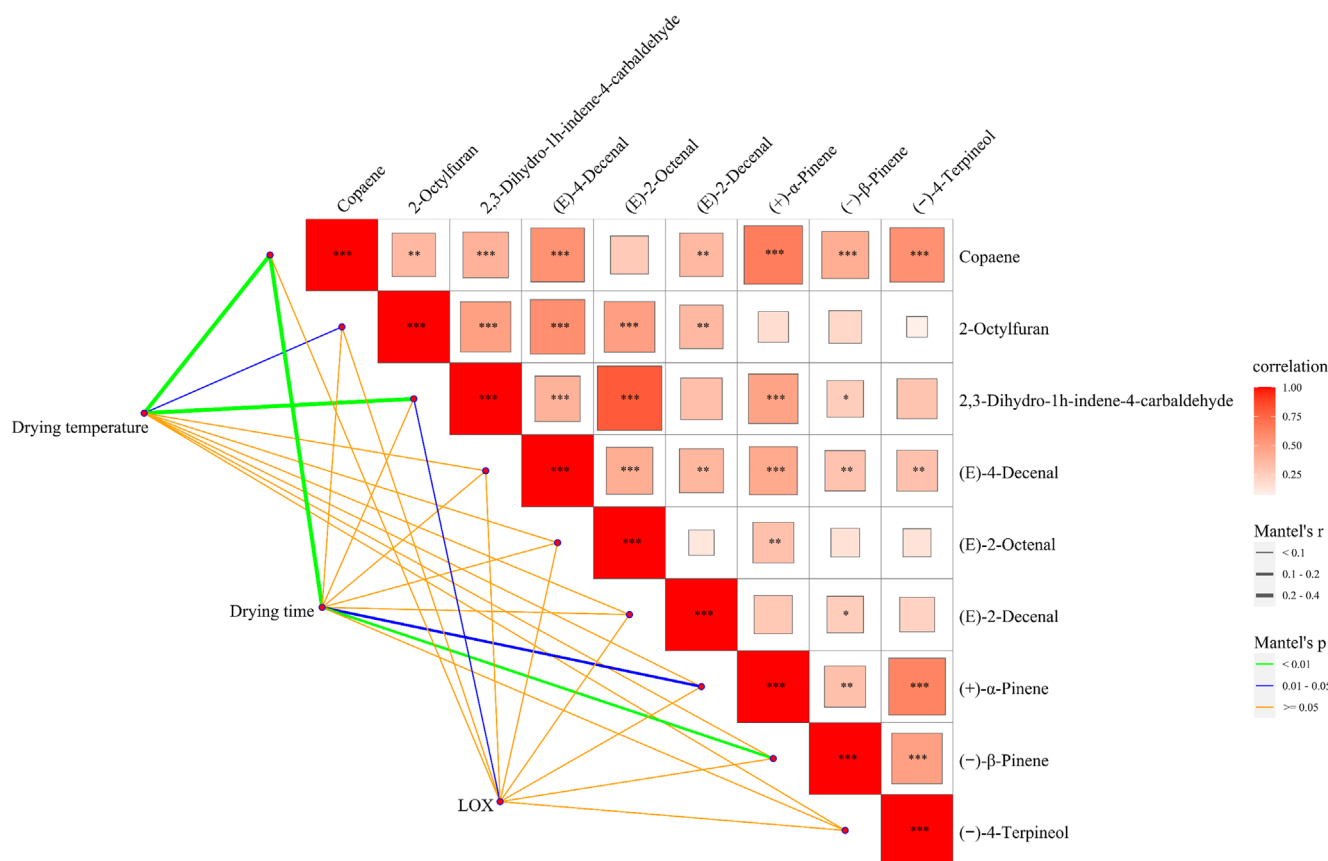 Copaene
2-Octylfuran
2,3-Dihydro-1h-indene-4-carbaldehyde
(E)-4-Decenal
(E)-2-Octenal
(E)-2-Decenal
(+)-α-Pinene
(−)-β-Pinene
(−)-4-Terpineol
*** ** *** *** ** *** *** *** Copaene
*** *** *** *** ** 2-Octylfuran
*** *** *** *** * 2,3-Dihydro-1h-indene-4-carbaldehyde
*** *** ** *** ** ** (E)-4-Decenal
*** ** (E)-2-Octenal
*** * (E)-2-Decenal
*** ** *** (+)-α-Pinene
*** *** (−)-β-Pinene
*** (−)-4-Terpineol
Drying temperature
Drying time
LOX
correlation
1.00
0.75
0.50
0.25
Mantel's r
< 0.1
0.1 - 0.2
0.2 - 0.4
Mantel's p
< 0.01
0.01 - 0.05
>= 0.05